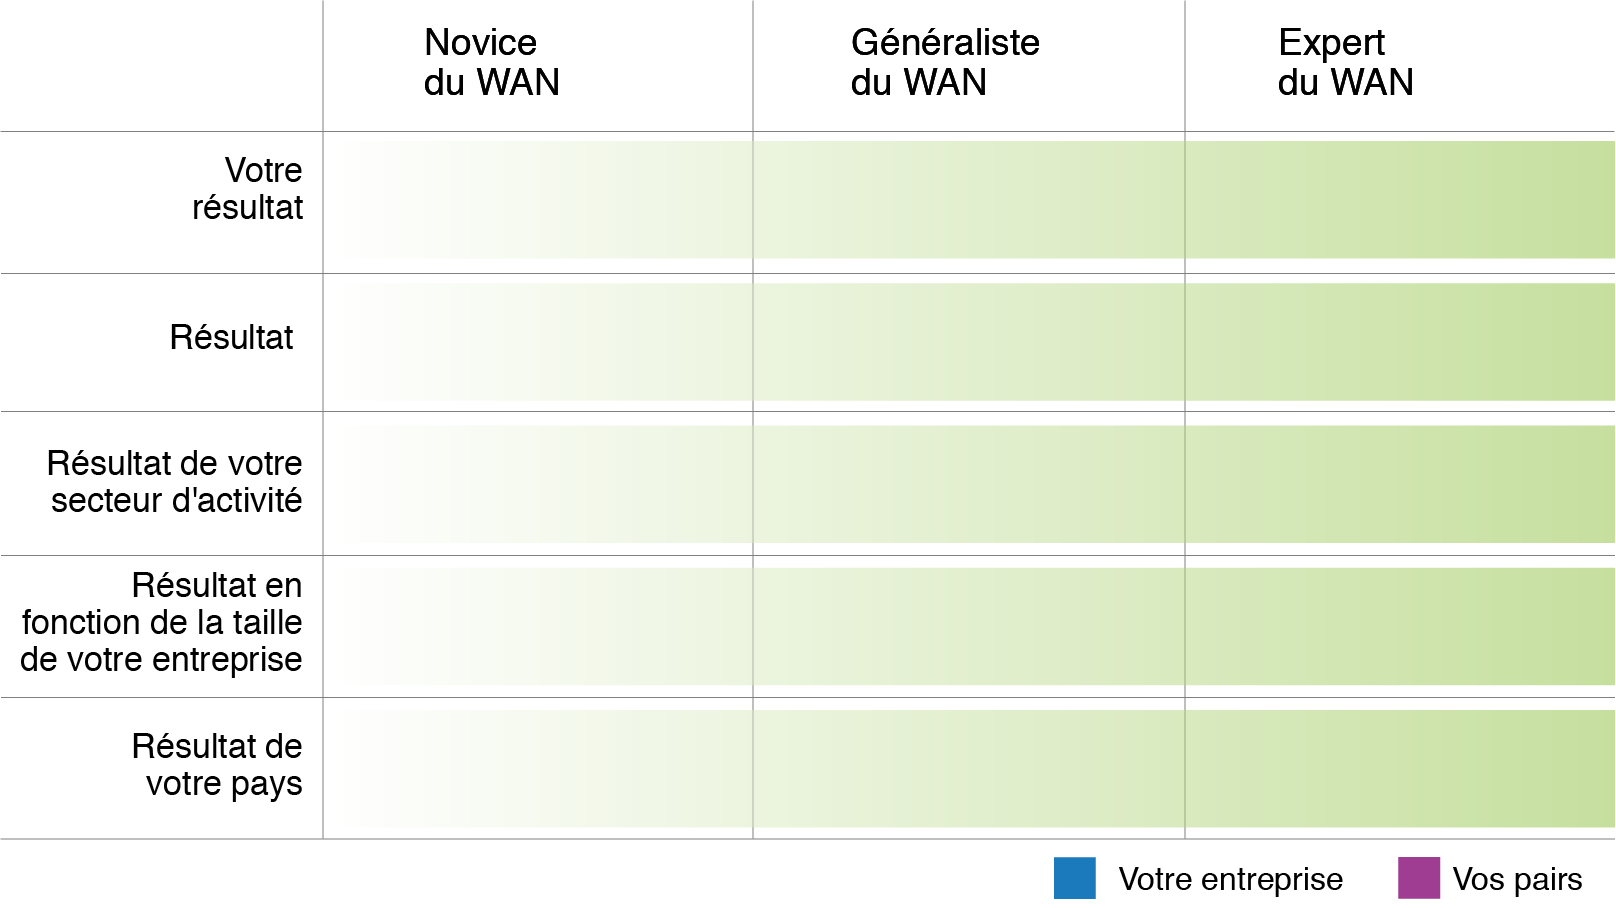 Novice
du WAN
Généraliste
du WAN
Expert
du WAN
Votre
résultat
Résultat
Résultat de votre
secteur d'activité
Résultat en
fonction de la taille
de votre entreprise
Résultat de
votre pays
Votre entreprise
Vos pairs